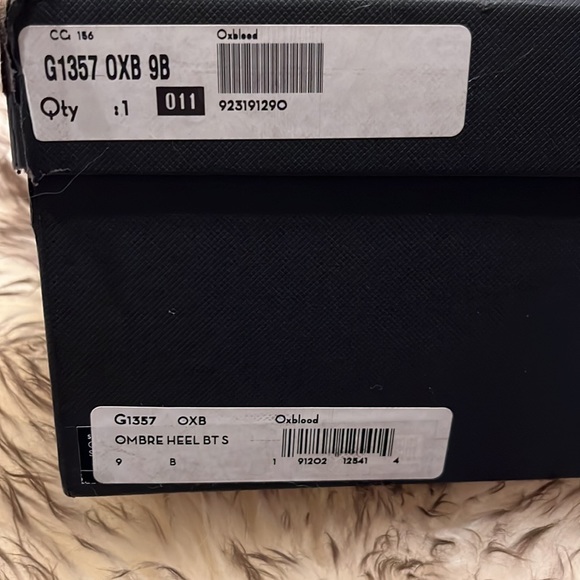 CG 156 Oxblood
G1357 OXB 9B
Qty :1 011 923191290
G1357 OXB Oxblood
OMBRE HEEL BT S
9 B 1 91202 12541 4